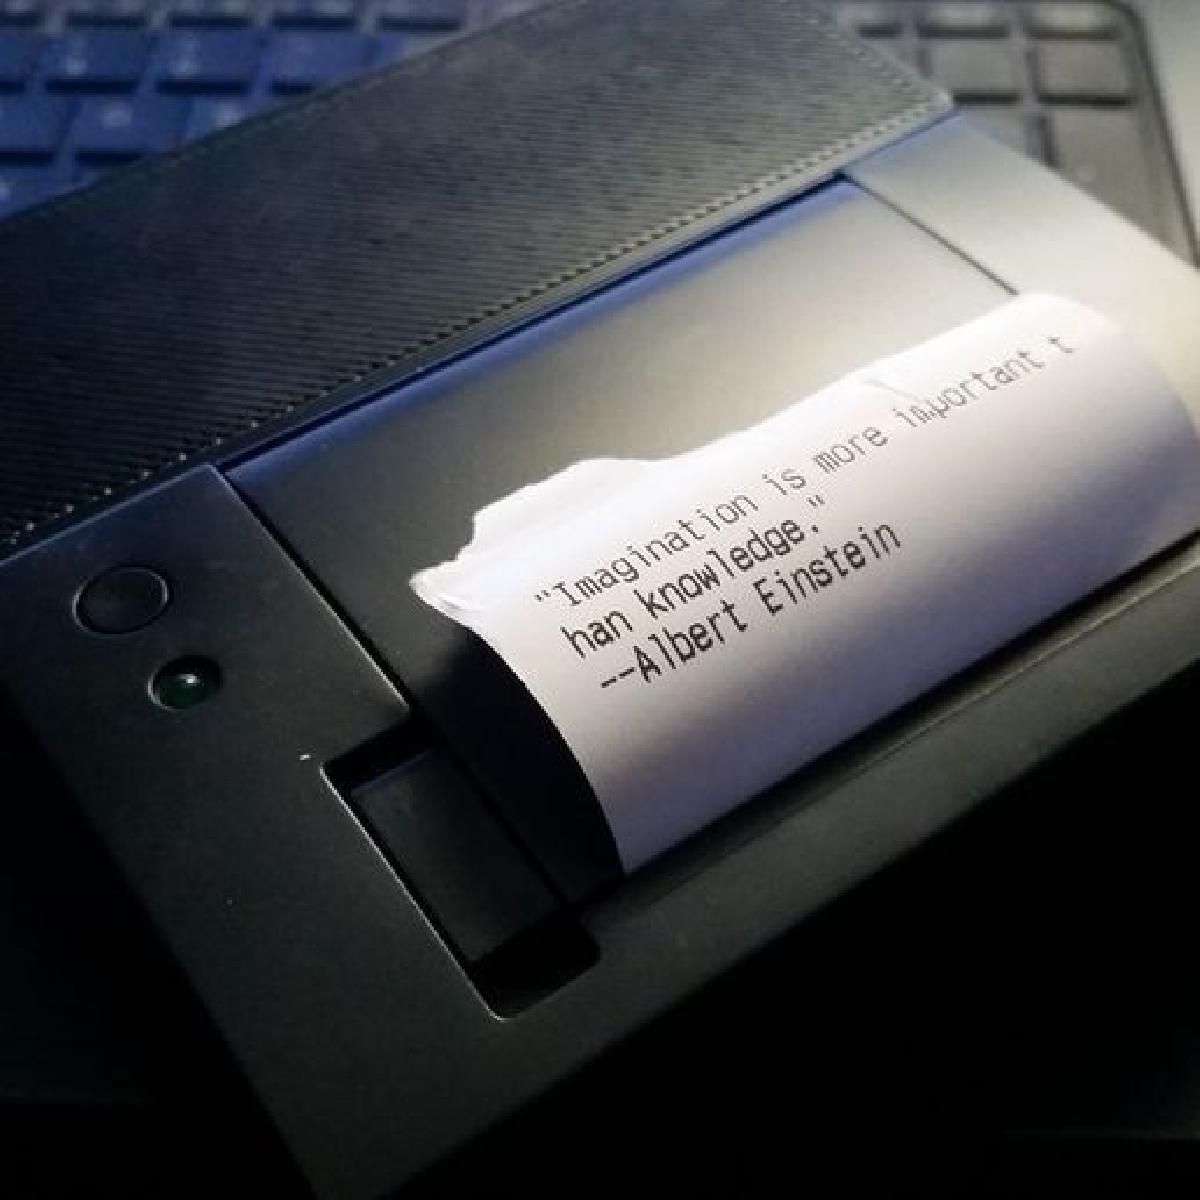 "Imagination is more important t
han knowledge."
--Albert Einstein